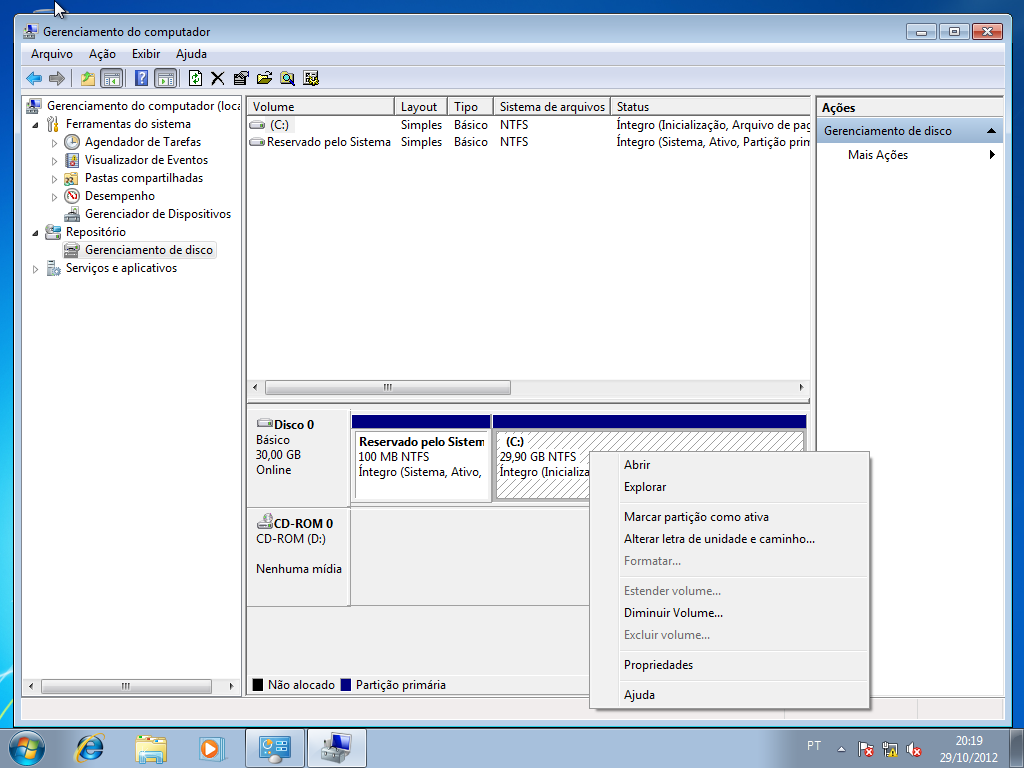 Gerenciamento do computador
Arquivo Ação Exibir Ajuda
Gerenciamento do computador (loca
Ferramentas do sistema
Agendador de Tarefas
Visualizador de Eventos
Pastas compartilhadas
Desempenho
Gerenciador de Dispositivos
Repositório
Gerenciamento de disco
Serviços e aplicativos
Volume Layout Tipo Sistema de arquivos Status
(C:) Simples Básico NTFS Íntegro (Inicialização, Arquivo de pag
Reservado pelo Sistema Simples Básico NTFS Íntegro (Sistema, Ativo, Partição prim
Ações
Gerenciamento de disco
Mais Ações
Disco 0
Básico
30,00 GB
Online
Reservado pelo Sistem
100 MB NTFS
Íntegro (Sistema, Ativo,
(C:)
29,90 GB NTFS
Íntegro (Inicializa
CD-ROM 0
CD-ROM (D:)
Nenhuma mídia
Não alocado Partição primária
Abrir
Explorar
Marcar partição como ativa
Alterar letra de unidade e caminho...
Formatar...
Estender volume...
Diminuir Volume...
Excluir volume...
Propriedades
Ajuda
PT
20:19
29/10/2012